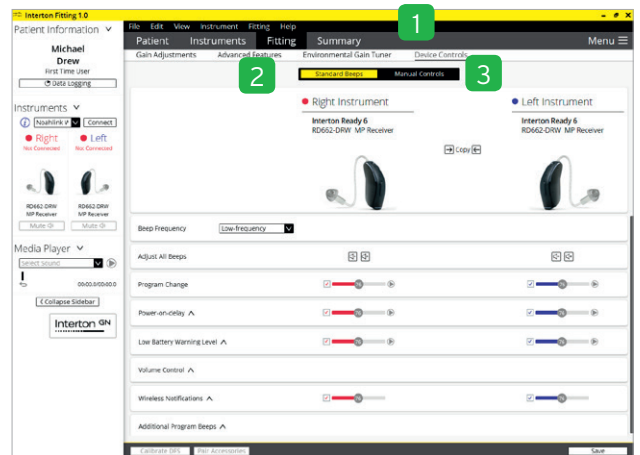 Interton Fitting 1.0
Patient Information
File Edit View Instrument Fitting Help
1
Patient Instruments Fitting Summary Menu
Gain Adjustments Advanced Features Environmental Gain Tuner Device Controls
2
3
Standard Beeps Manual Controls
Michael
Drew
First Time User
Data Logging
Instruments
Noahlink W Connect
Right Left
Not Connected Not Connected
RD662-DRW RD662-DRW
MP Receiver MP Receiver
Mute Mute
Media Player
Select Sound
00:00.0/00:00.0
Collapse Sidebar
Interton GN
Right Instrument Left Instrument
Interton Ready 6 Interton Ready 6
RD662-DRW MP Receiver RD662-DRW MP Receiver
Copy
Beep Frequency Low-frequency
Adjust All Beeps
Program Change
Power-on-delay
Low Battery Warning Level
Volume Control
Wireless Notifications
Additional Program Beeps
Calibrate DFS Pair Accessories Save